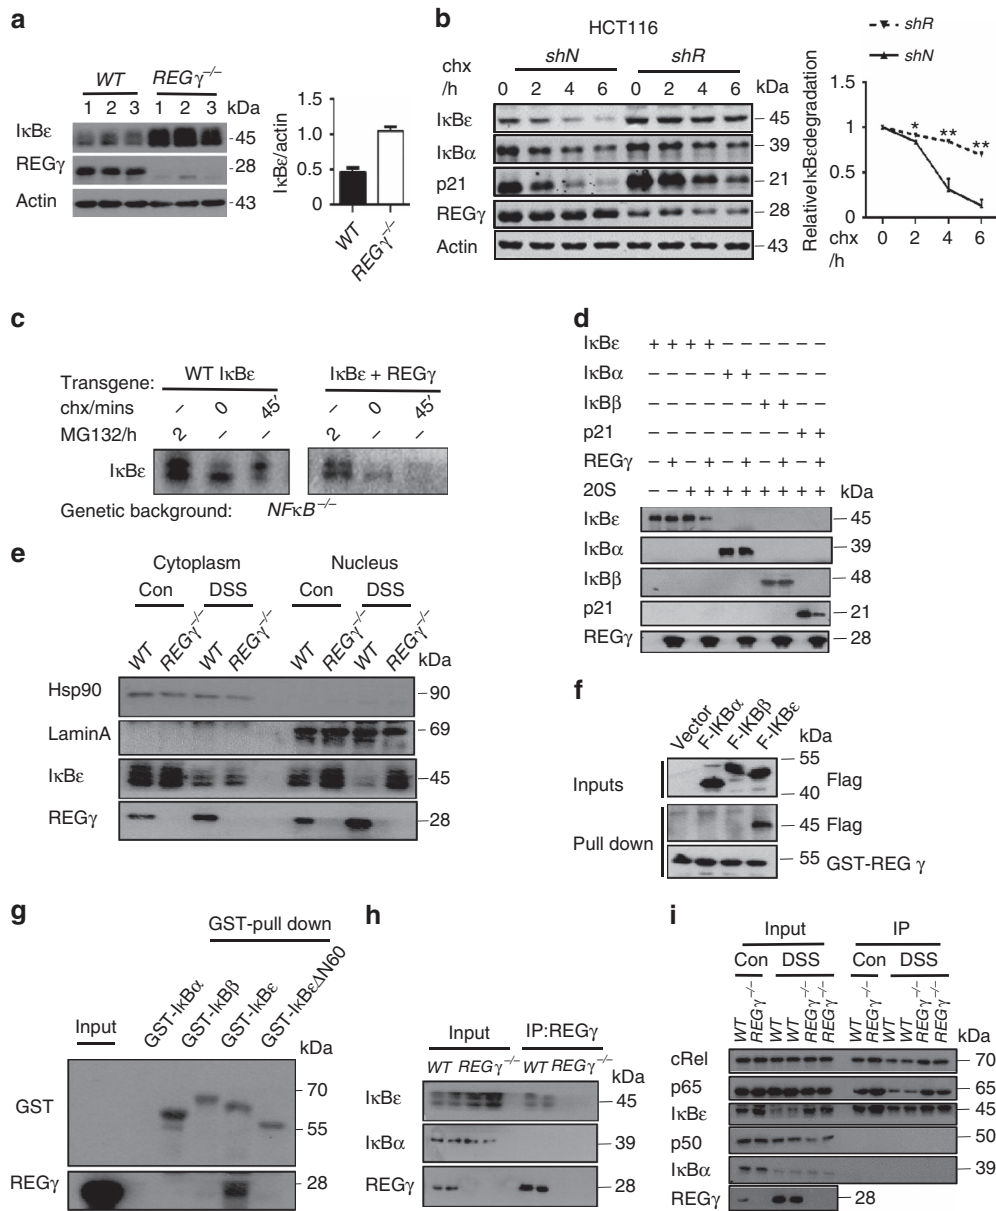 a
WT REGγ−/−
1 2 3 1 2 3 kDa
IκBε 45
REGγ 28
Actin 43
IκBε/actin
1.5
1.0
0.5
0
WT REGγ−/−
b
HCT116
chx /h shN shR
0 2 4 6 0 2 4 6 kDa
IκBε 45
IκBα 39
p21 21
REGγ 28
Actin 43
shR
shN
RelativeIκBεdegradation
1.5
1
0.5
0
* ** **
0 2 4 6
chx /h
c
Transgene: WT IκBε IκBε + REGγ
chx/mins – 0 45′ – 0 45′
MG132/h 2 – – 2 – –
IκBε
Genetic background: NFκB−/−
d
IκBε + + + + – – – – – –
IκBα – – – – + + – – – –
IκBβ – – – – – – + + – –
p21 – – – – – – – – + +
REGγ – + – + – + – + – +
20S – – + + + + + + + + kDa
IκBε 45
IκBα 39
IκBβ 48
p21 21
REGγ 28
e
Cytoplasm Nucleus
Con DSS Con DSS
WT REGγ−/− WT REGγ−/− WT REGγ−/− WT REGγ−/−
kDa
Hsp90 90
LaminA 69
IκBε 45
REGγ 28
f
Vector F-IKBα F-IKBβ F-IKBε
kDa
Inputs 55 40 Flag
Pull down 45 Flag
55 GST-REG γ
g
GST-pull down
Input GST-IκBα GST-IκBβ GST-IκBε GST-IκBεΔN60
kDa
GST 70 55
REGγ 28
h
Input IP:REGγ
WT REGγ−/− WT REGγ−/−
kDa
IκBε 45
IκBα 39
REGγ 28
i
Input IP
Con DSS Con DSS
WT REGγ−/− WT WT REGγ−/− REGγ−/− WT REGγ−/− WT WT REGγ−/− REGγ−/−
kDa
cRel 70
p65 65
IκBε 45
p50 50
IκBα 39
REGγ 28